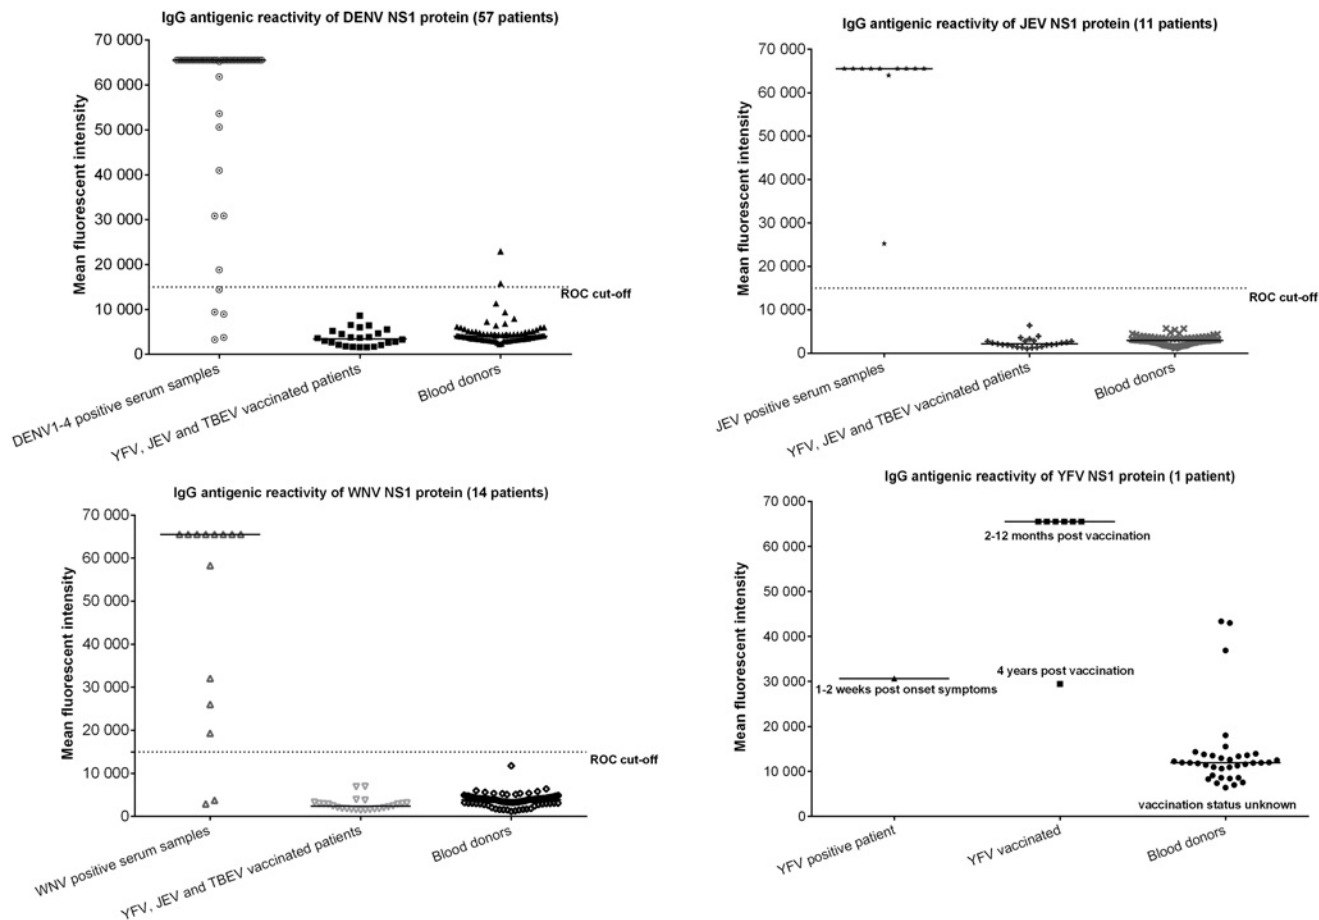 IgG antigenic reactivity of DENV NS1 protein (57 patients)
Mean fluorescent intensity
70 000
60 000
50 000
40 000
30 000
20 000
10 000
0
ROC cut-off
DENV1-4 positive serum samples
YFV, JEV and TBEV vaccinated patients
Blood donors
IgG antigenic reactivity of JEV NS1 protein (11 patients)
Mean fluorescent intensity
70 000
60 000
50 000
40 000
30 000
20 000
10 000
0
ROC cut-off
JEV positive serum samples
YFV, JEV and TBEV vaccinated patients
Blood donors
IgG antigenic reactivity of WNV NS1 protein (14 patients)
Mean fluorescent intensity
70 000
60 000
50 000
40 000
30 000
20 000
10 000
0
ROC cut-off
WNV positive serum samples
YFV, JEV and TBEV vaccinated patients
Blood donors
IgG antigenic reactivity of YFV NS1 protein (1 patient)
Mean fluorescent intensity
70 000
60 000
50 000
40 000
30 000
20 000
10 000
0
2-12 months post vaccination
4 years post vaccination
1-2 weeks post onset symptoms
vaccination status unknown
YFV positive patient
YFV vaccinated
Blood donors